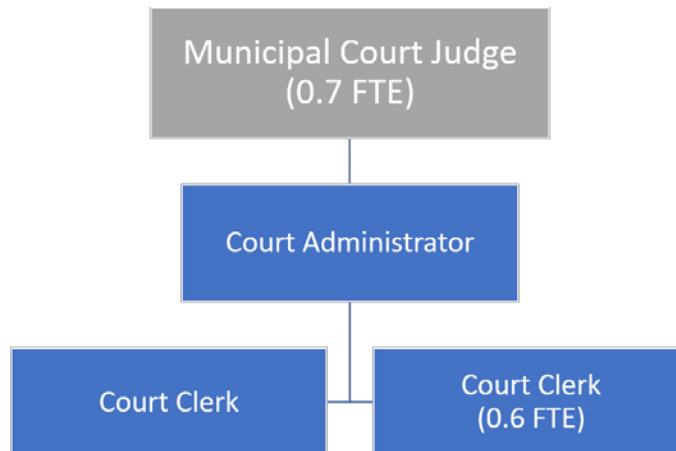 Municipal Court Judge
(0.7 FTE)
Court Administrator
Court Clerk
Court Clerk
(0.6 FTE)